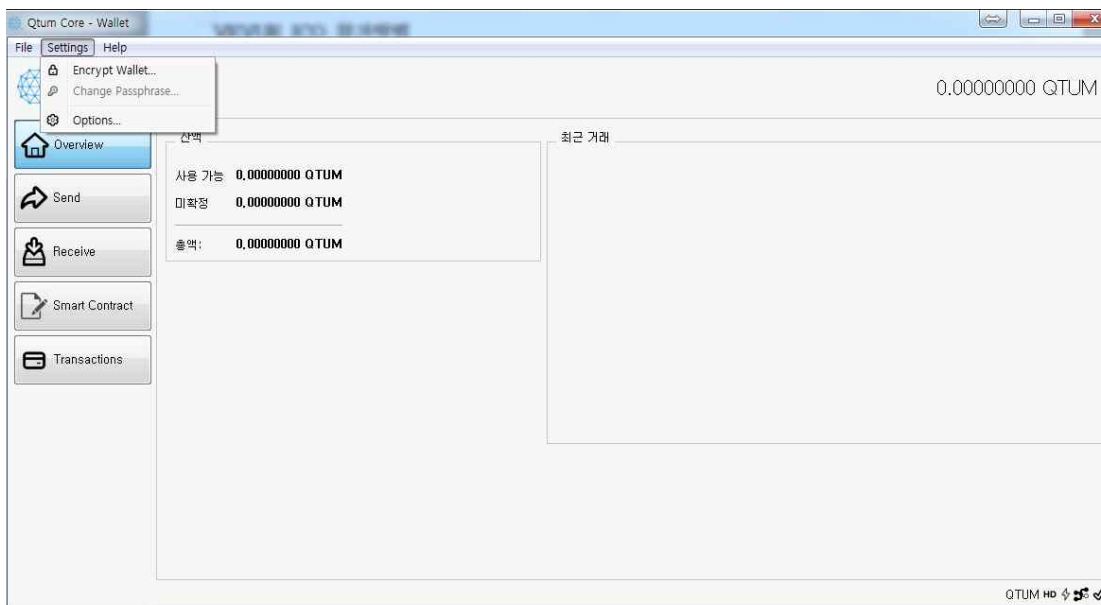 Qtum Core - Wallet
File Settings Help
Encrypt Wallet...
Change Passphrase...
Options...
0.00000000 QTUM
Overview
Send
Receive
Smart Contract
Transactions
잔액
사용 가능 0,00000000 QTUM
미확정 0,00000000 QTUM
총액: 0,00000000 QTUM
최근 거래
QTUM HD